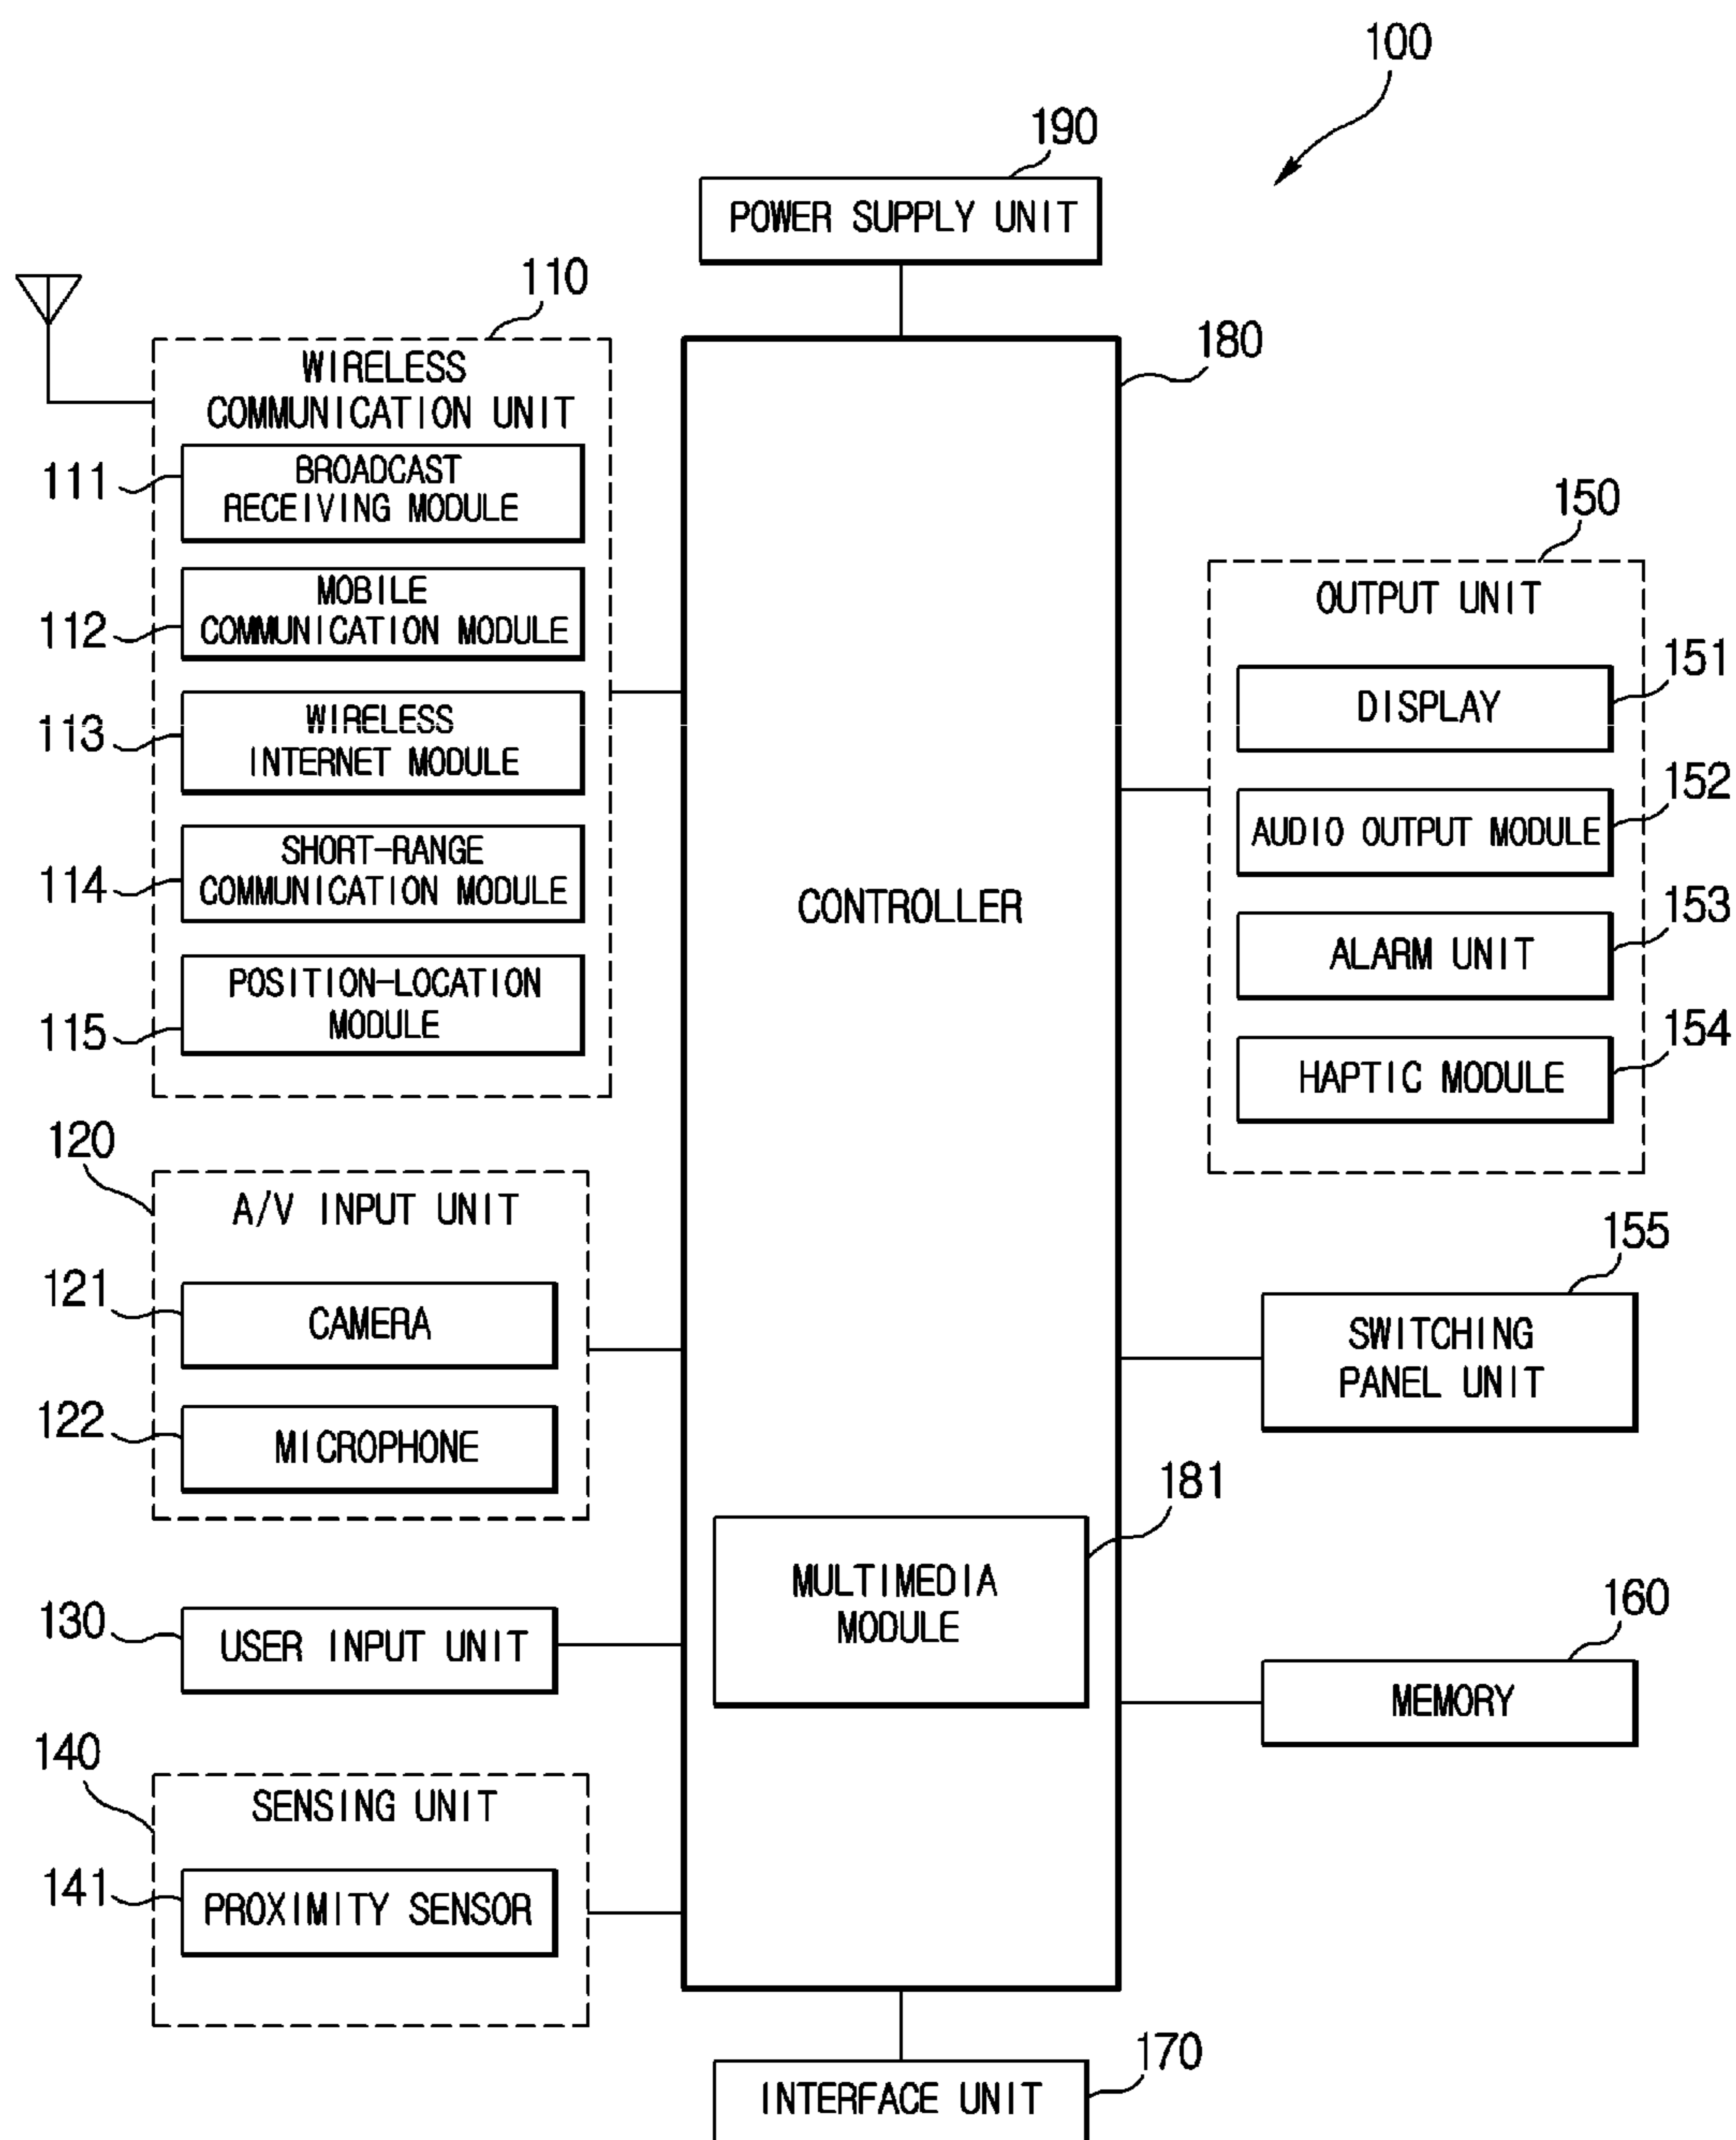 100
190
POWER SUPPLY UNIT
110
180
WIRELESS
COMMUNICATION UNIT
111
BROADCAST
RECEIVING MODULE
112
MOBILE
COMMUNICATION MODULE
113
WIRELESS
INTERNET MODULE
114
SHORT-RANGE
COMMUNICATION MODULE
115
POSITION-LOCATION
MODULE
120
A/V INPUT UNIT
121
CAMERA
122
MICROPHONE
130
USER INPUT UNIT
140
SENSING UNIT
141
PROXIMITY SENSOR
CONTROLLER
181
MULTIMEDIA
MODULE
150
OUTPUT UNIT
151
DISPLAY
152
AUDIO OUTPUT MODULE
153
ALARM UNIT
154
HAPTIC MODULE
155
SWITCHING
PANEL UNIT
160
MEMORY
170
INTERFACE UNIT